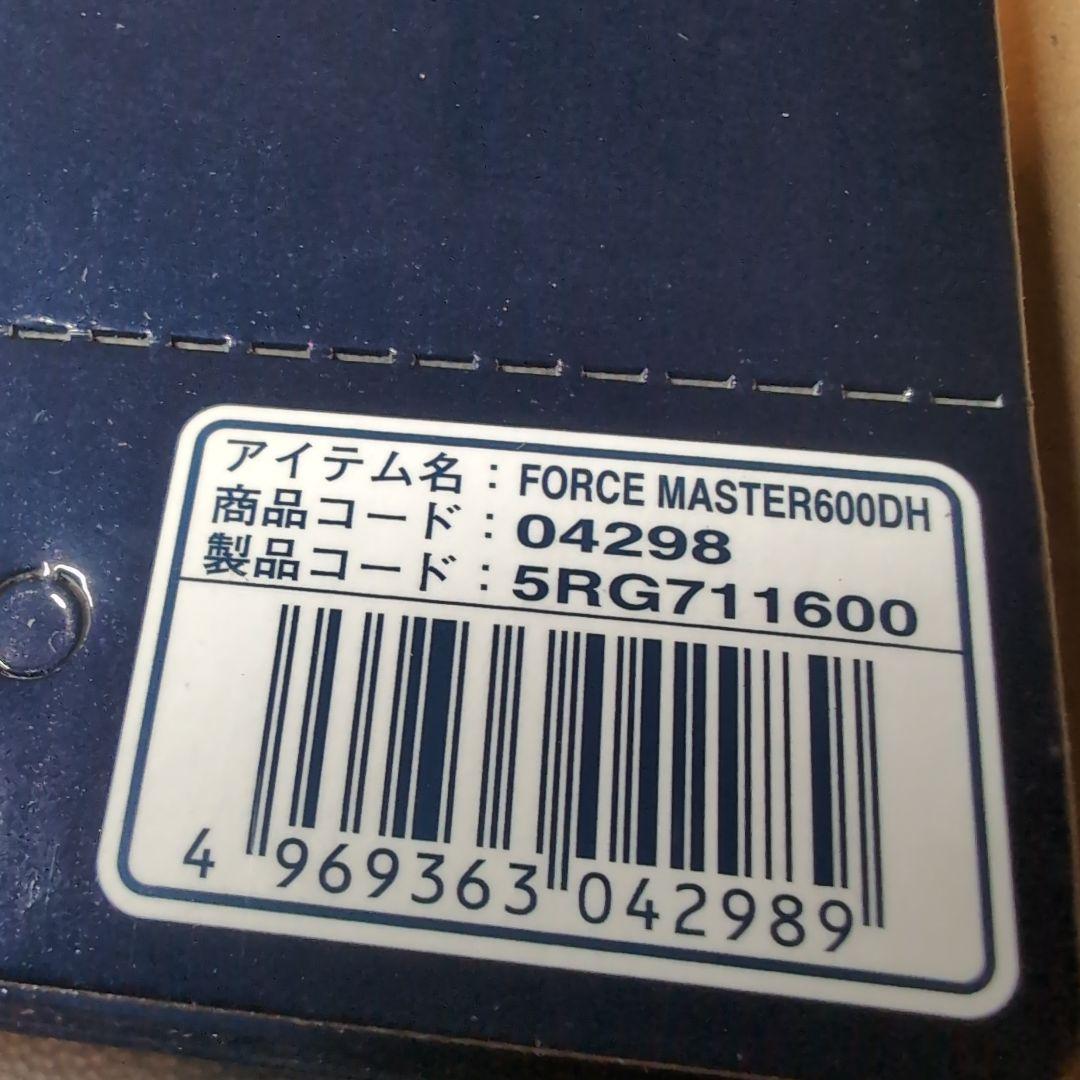 アイテム名：FORCE MASTER600DH
商品コード：04298
製品コード：5RG711600
4 969363 042989